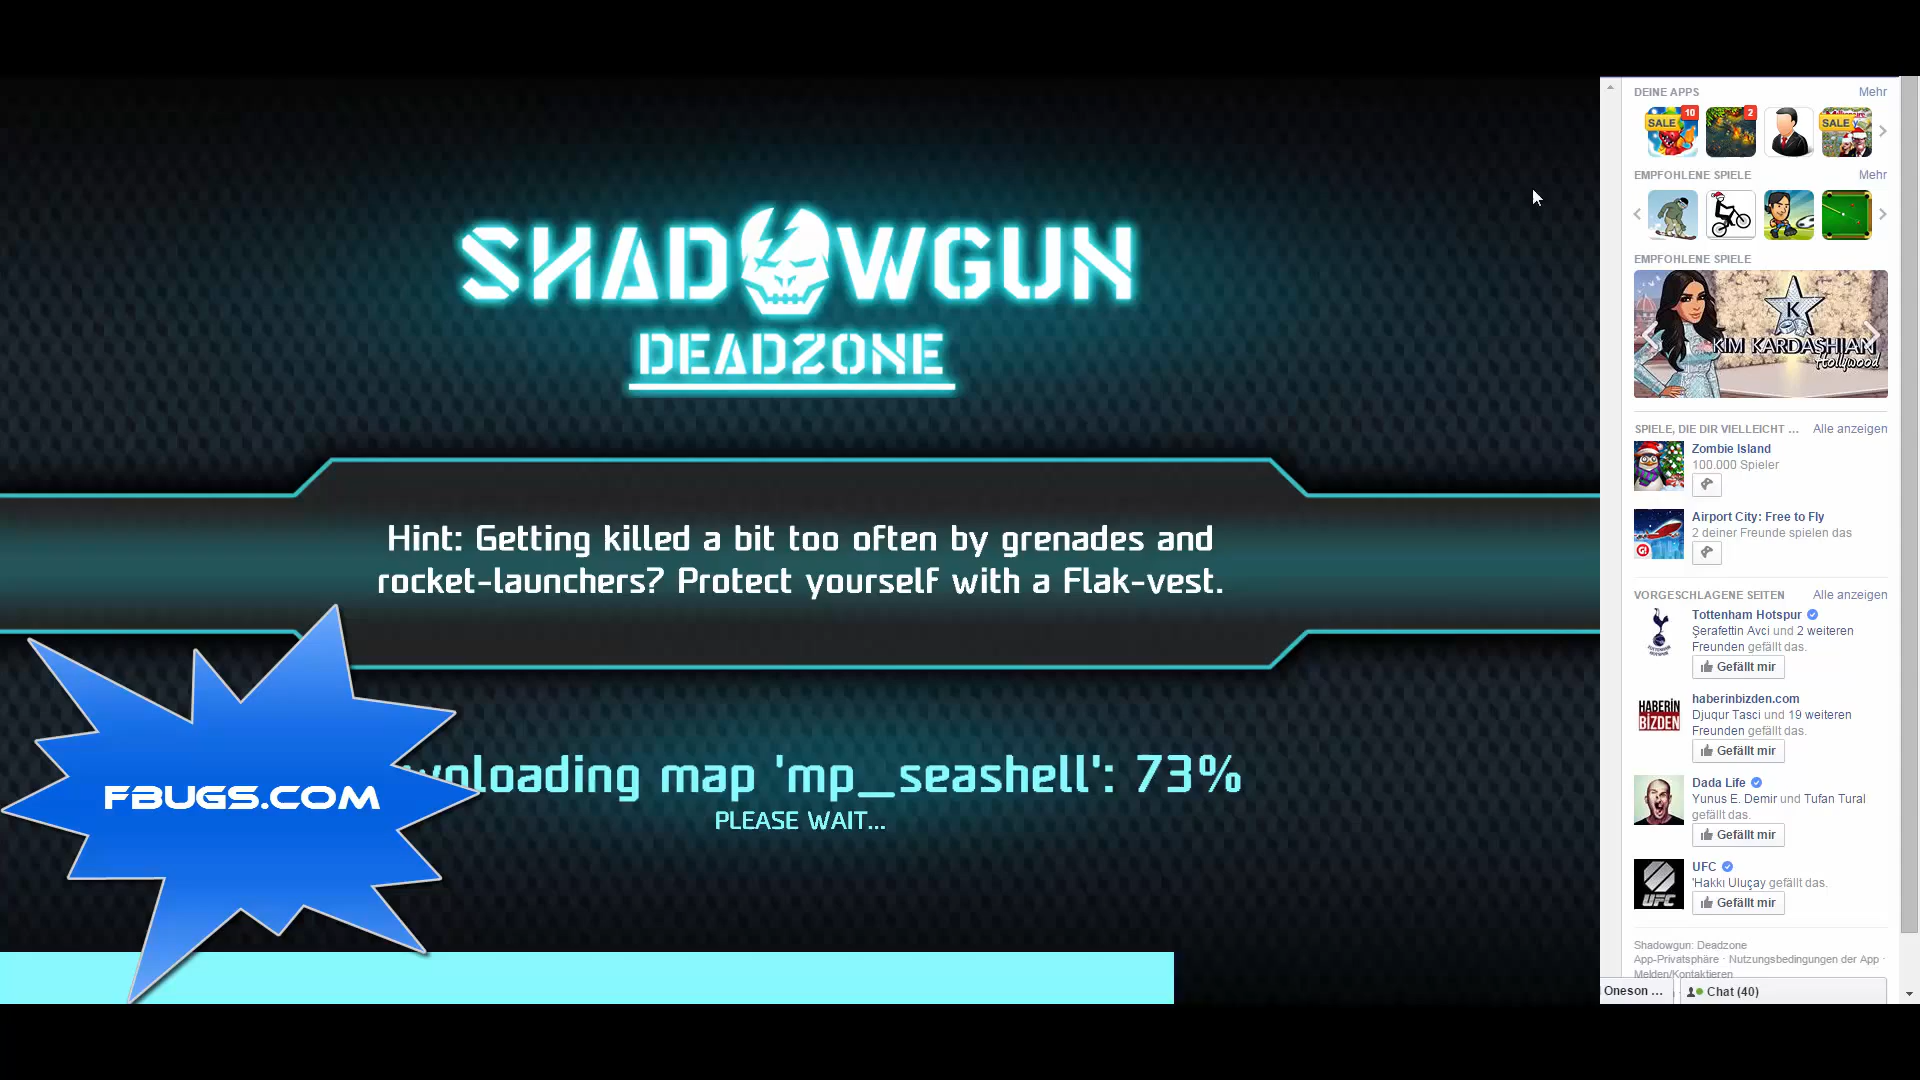 SHADOWGUN
DEADZONE
Hint: Getting killed a bit too often by grenades and
rocket-launchers? Protect yourself with a Flak-vest.
wnloading map 'mp_seashell': 73%
PLEASE WAIT...
FBUGS.COM
DEINE APPS Mehr
SALE 10 2 SALE
EMPFOHLENE SPIELE Mehr
EMPFOHLENE SPIELE
K
KIM KARDASHIAN
Hollywood
SPIELE, DIE DIR VIELLEICHT ... Alle anzeigen
Zombie Island
100.000 Spieler
Airport City: Free to Fly
2 deiner Freunde spielen das
VORGESCHLAGENE SEITEN Alle anzeigen
Tottenham Hotspur
Şerafettin Avci und 2 weiteren
Freunden gefällt das.
Gefällt mir
haberinbizden.com
HABERİN
BİZDEN
Djuqur Tasci und 19 weiteren
Freunden gefällt das.
Gefällt mir
Dada Life
Yunus E. Demir und Tufan Tural
gefällt das.
Gefällt mir
UFC
UFC
'Hakkı Uluçay gefällt das.
Gefällt mir
Shadowgun: Deadzone
App-Privatsphäre · Nutzungsbedingungen der App ·
Melden/Kontaktieren
Oneson ...
Chat (40)